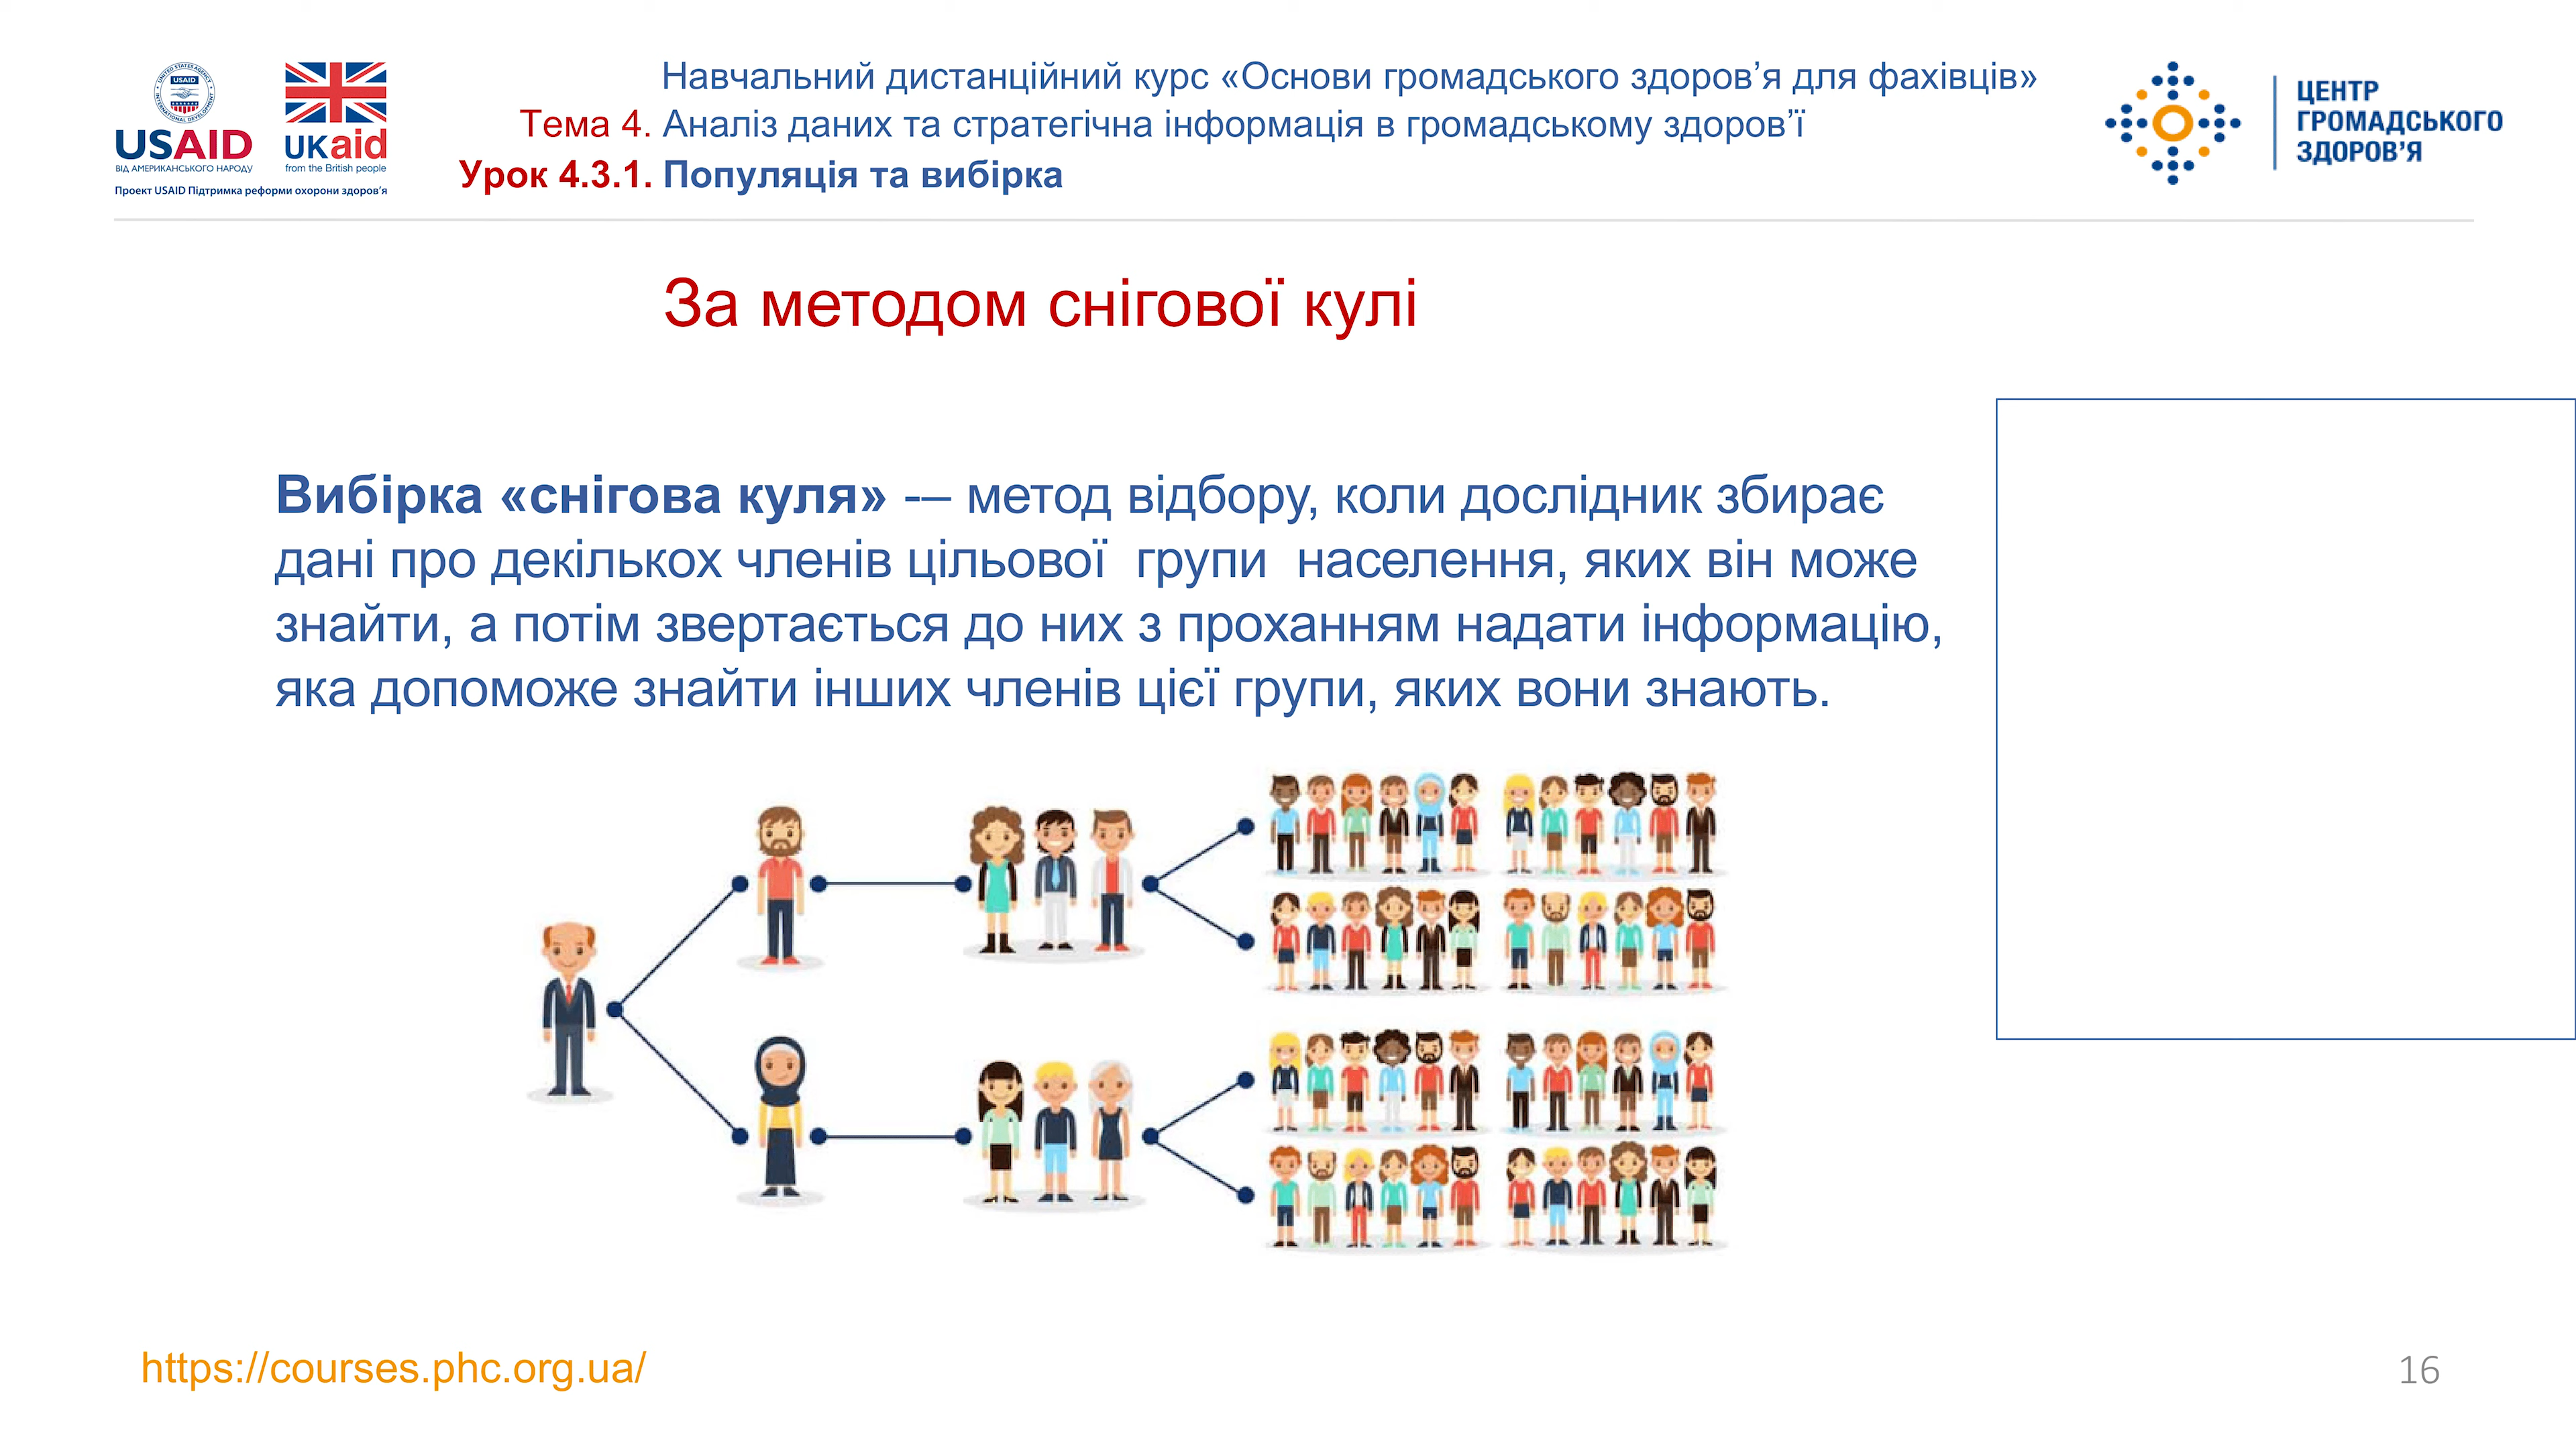 USAID
ВІД АМЕРИКАНСЬКОГО НАРОДУ
UKaid
from the British people
Проект USAID Підтримка реформи охорони здоров'я
Навчальний дистанційний курс «Основи громадського здоров’я для фахівців»
Тема 4. Аналіз даних та стратегічна інформація в громадському здоров’ї
Урок 4.3.1. Популяція та вибірка
ЦЕНТР
ГРОМАДСЬКОГО
ЗДОРОВ’Я
За методом снігової кулі
Вибірка «снігова куля» -– метод відбору, коли дослідник збирає
дані про декількох членів цільової групи населення, яких він може
знайти, а потім звертається до них з проханням надати інформацію,
яка допоможе знайти інших членів цієї групи, яких вони знають.
https://courses.phc.org.ua/
16